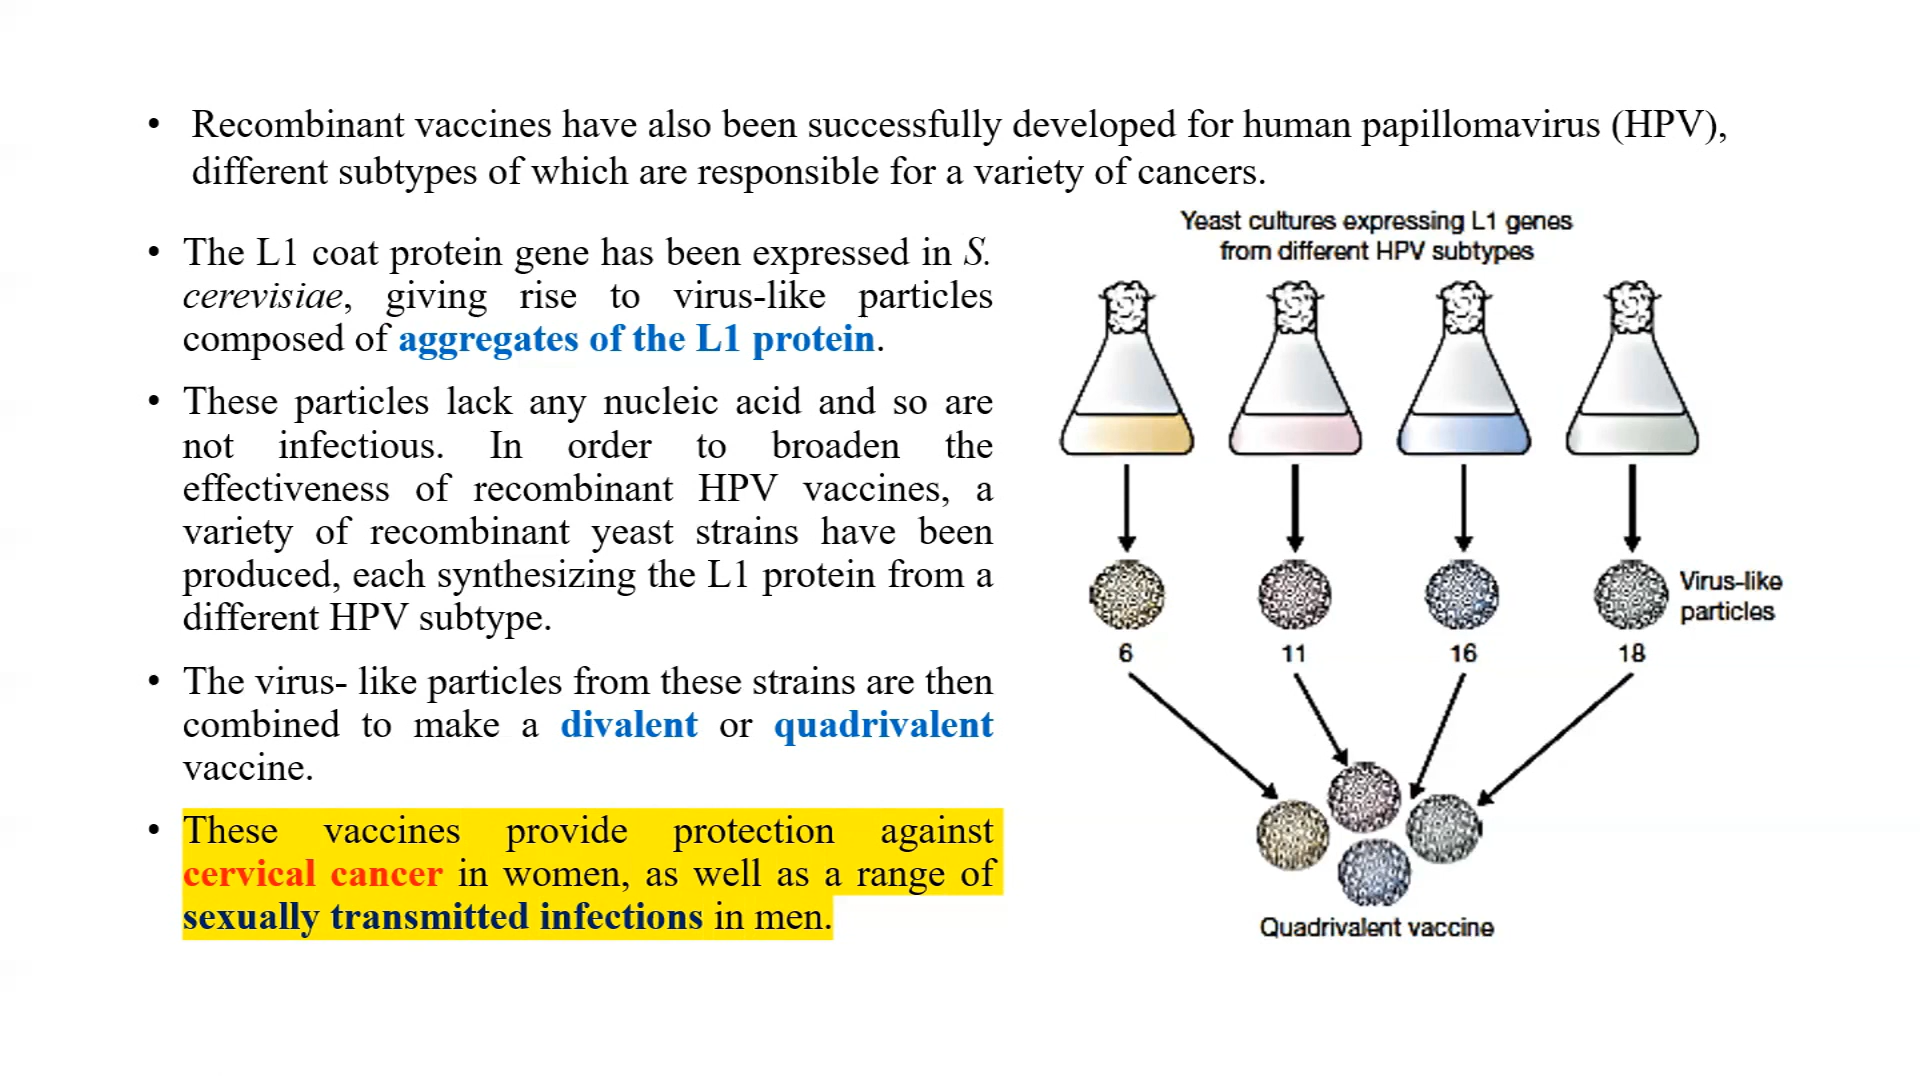 • Recombinant vaccines have also been successfully developed for human papillomavirus (HPV),
different subtypes of which are responsible for a variety of cancers.
• The L1 coat protein gene has been expressed in S.
cerevisiae, giving rise to virus-like particles
composed of aggregates of the L1 protein.
• These particles lack any nucleic acid and so are
not infectious. In order to broaden the
effectiveness of recombinant HPV vaccines, a
variety of recombinant yeast strains have been
produced, each synthesizing the L1 protein from a
different HPV subtype.
• The virus- like particles from these strains are then
combined to make a divalent or quadrivalent
vaccine.
• These vaccines provide protection against
cervical cancer in women, as well as a range of
sexually transmitted infections in men.
Yeast cultures expressing L1 genes
from different HPV subtypes
Virus-like
particles
6 11 16 18
Quadrivalent vaccine